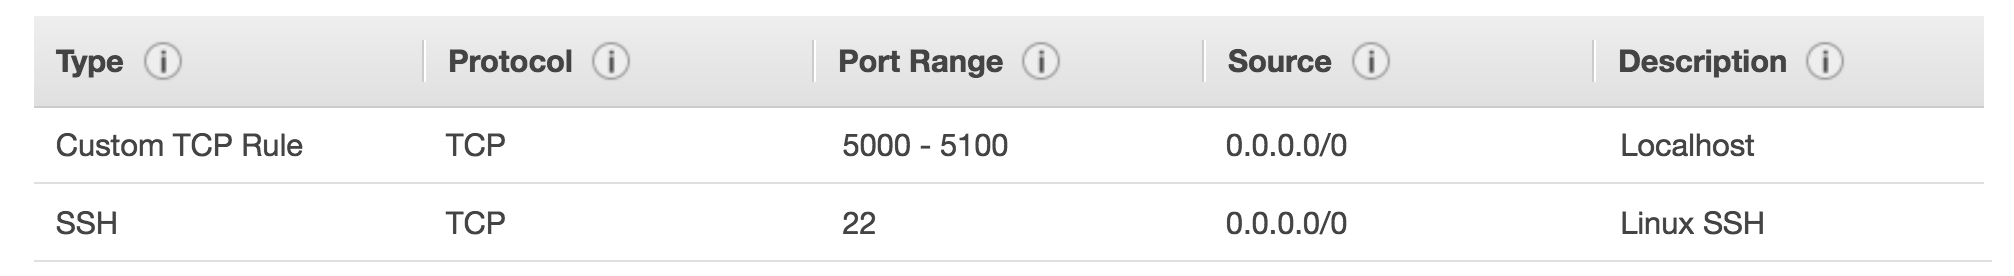 Type i Protocol i Port Range i Source i Description i
Custom TCP Rule TCP 5000 - 5100 0.0.0.0/0 Localhost
SSH TCP 22 0.0.0.0/0 Linux SSH